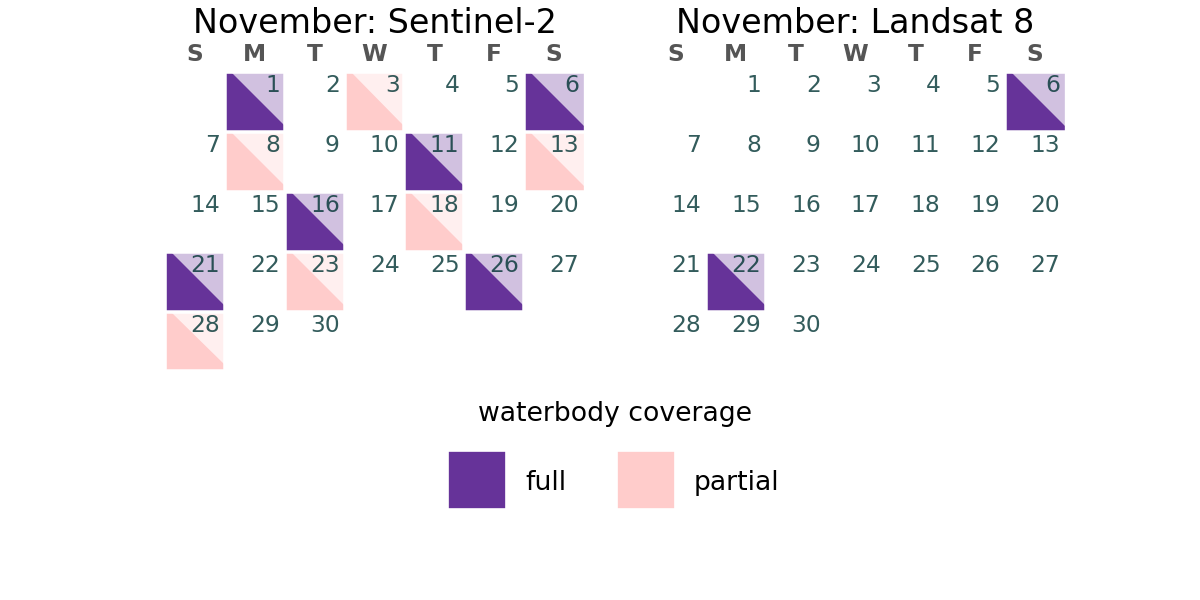 November: Sentinel-2
S M T W T F S
1 2 3 4 5 6
7 8 9 10 11 12 13
14 15 16 17 18 19 20
21 22 23 24 25 26 27
28 29 30
November: Landsat 8
S M T W T F S
1 2 3 4 5 6
7 8 9 10 11 12 13
14 15 16 17 18 19 20
21 22 23 24 25 26 27
28 29 30
waterbody coverage
full
partial